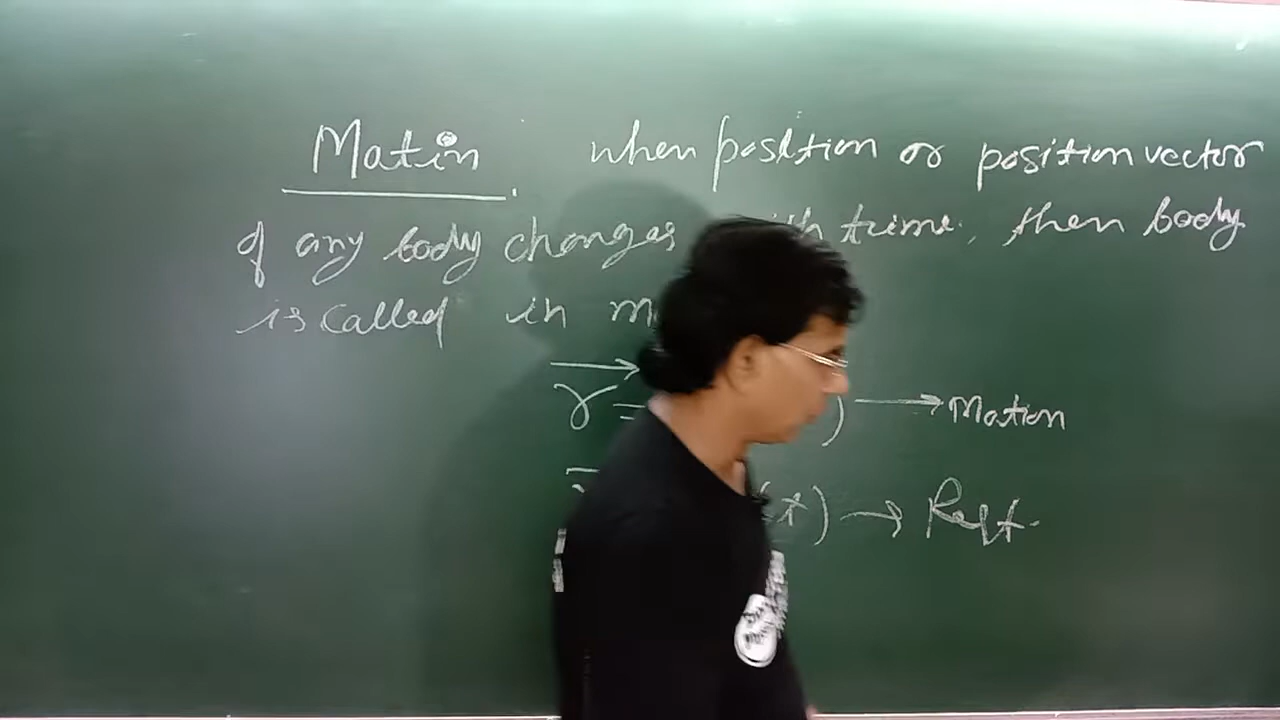 Motion when position or position vector
of any body changes with time, then body
is called in m
r⃗ = ) → Motion
(t) → Rest.